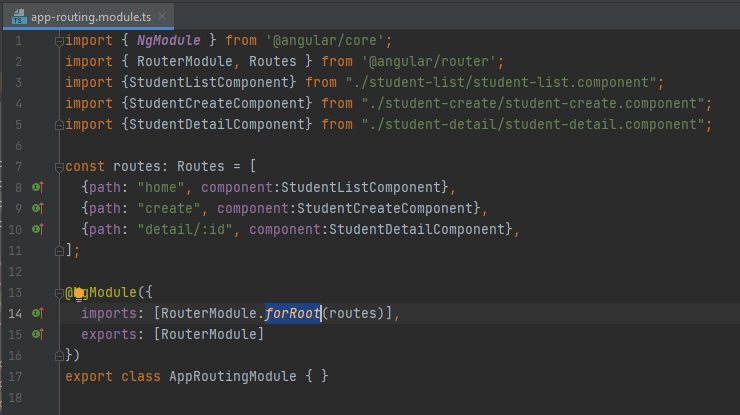 app-routing.module.ts
1 import { NgModule } from '@angular/core';
2 import { RouterModule, Routes } from '@angular/router';
3 import {StudentListComponent} from "./student-list/student-list.component";
4 import {StudentCreateComponent} from "./student-create/student-create.component";
5 import {StudentDetailComponent} from "./student-detail/student-detail.component";
6
7 const routes: Routes = [
8 {path: "home", component:StudentListComponent},
9 {path: "create", component:StudentCreateComponent},
10 {path: "detail/:id", component:StudentDetailComponent},
11 ];
12
13 @NgModule({
14 imports: [RouterModule.forRoot(routes)],
15 exports: [RouterModule]
16 })
17 export class AppRoutingModule { }
18